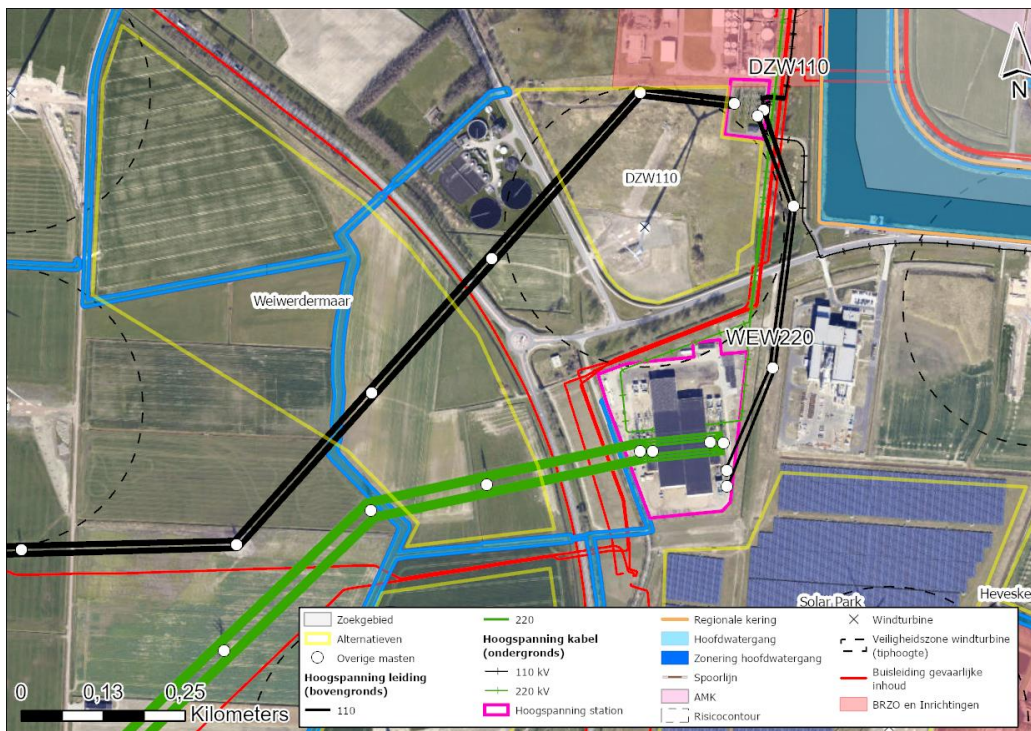 DZW110
N
DZW110
Weiwerdermaar
WEW220
Solar Park
Heveske
Zoekgebied
Alternatieven
Overige masten
Hoogspanning leiding
(bovengronds)
110
220
Hoogspanning kabel
(ondergronds)
110 kV
220 kV
Hoogspanning station
Regionale kering
Hoofdwatergang
Zonering hoofdwatergang
Spoorlijn
AMK
Risicocontour
Windturbine
Veiligheidszone windturbine
(tiphoogte)
Buisleiding gevaarlijke
inhoud
BRZO en Inrichtingen
0 0,13 0,25
Kilometers